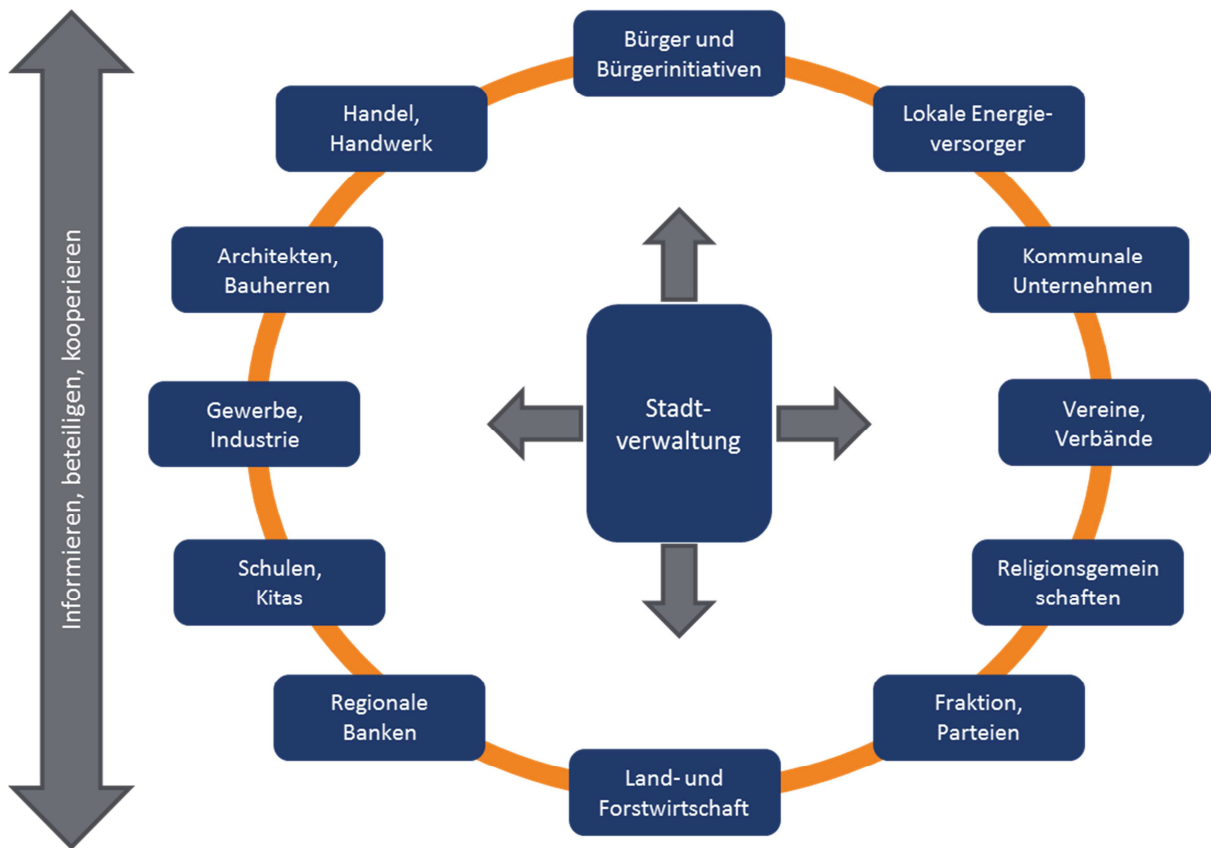 Bürger und
Bürgerinitiativen
Handel,
Handwerk
Lokale Energie-
versorger
Architekten,
Bauherren
Kommunale
Unternehmen
Informieren, beteiligen, kooperieren
Gewerbe,
Industrie
Stadt-
verwaltung
Vereine,
Verbände
Schulen,
Kitas
Religionsgemein
schaften
Regionale
Banken
Fraktion,
Parteien
Land- und
Forstwirtschaft